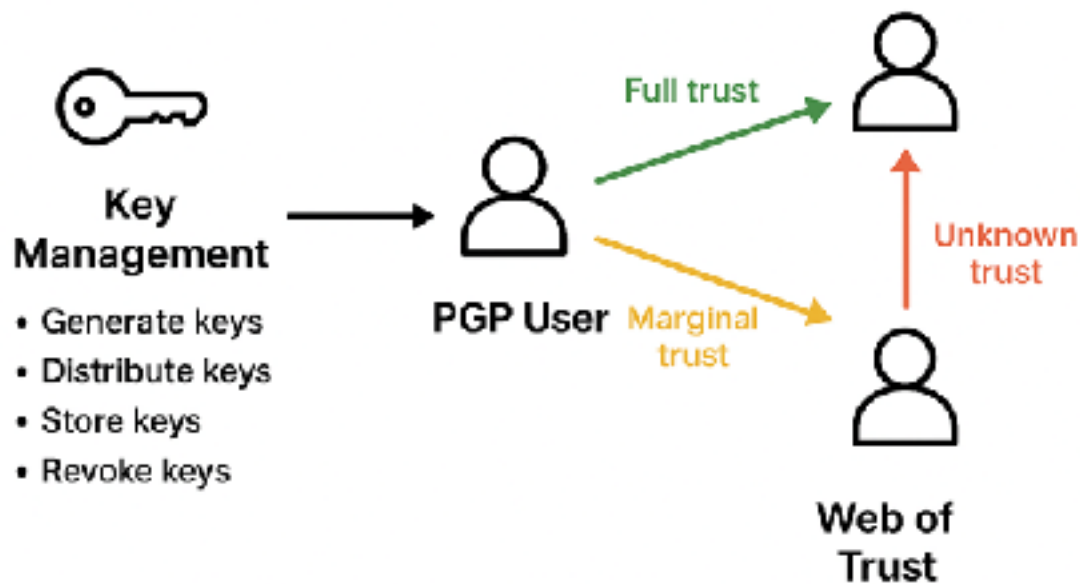 Key
Management
• Generate keys
• Distribute keys
• Store keys
• Revoke keys
PGP User
Full trust
Marginal
trust
Unknown
trust
Web of
Trust